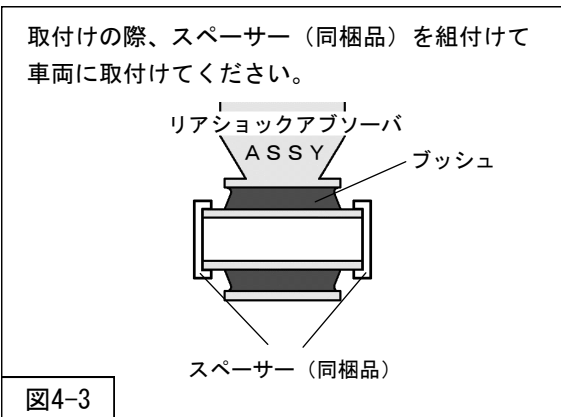 取付けの際、スペーサー（同梱品）を組付けて
車両に取付けてください。
リアショックアブソーバ
ＡＳＳＹ
ブッシュ
スペーサー（同梱品）
図4-3